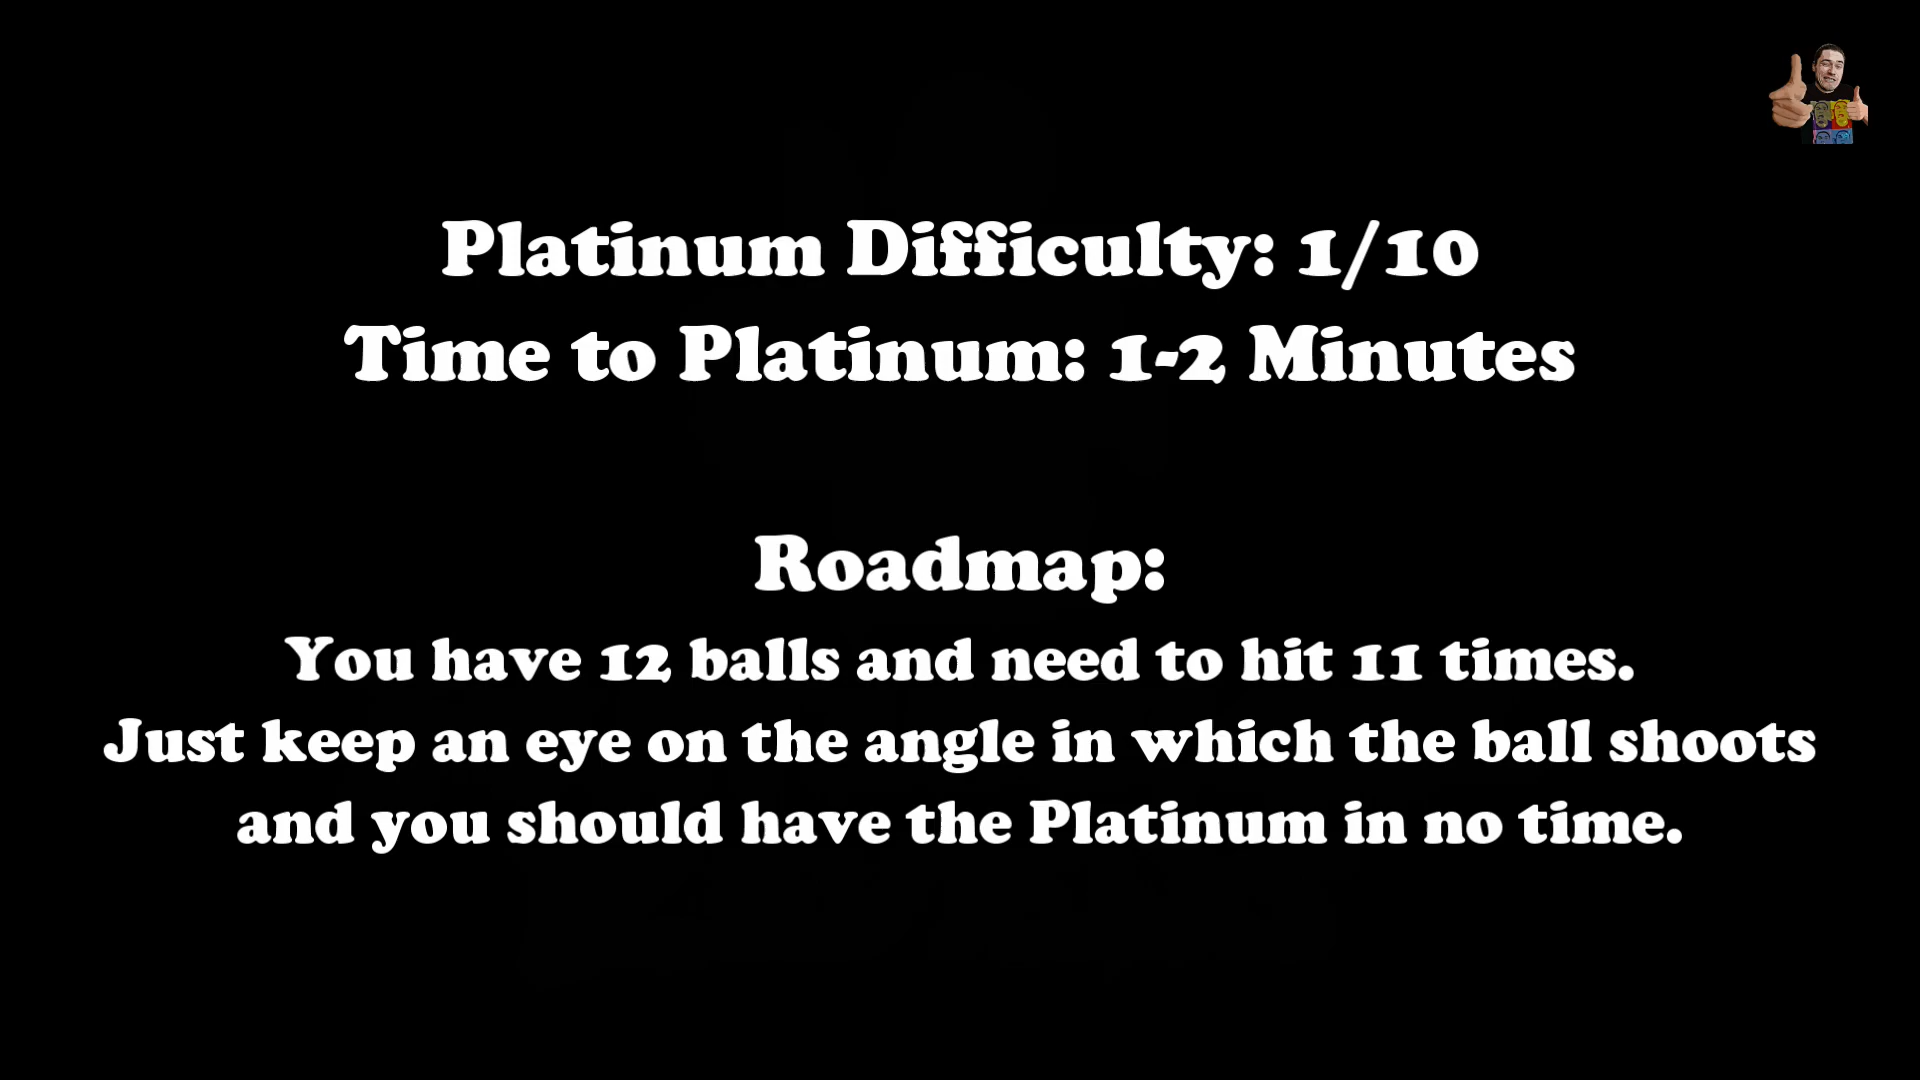 Platinum Difficulty: 1/10
Time to Platinum: 1-2 Minutes
Roadmap:
You have 12 balls and need to hit 11 times.
Just keep an eye on the angle in which the ball shoots
and you should have the Platinum in no time.